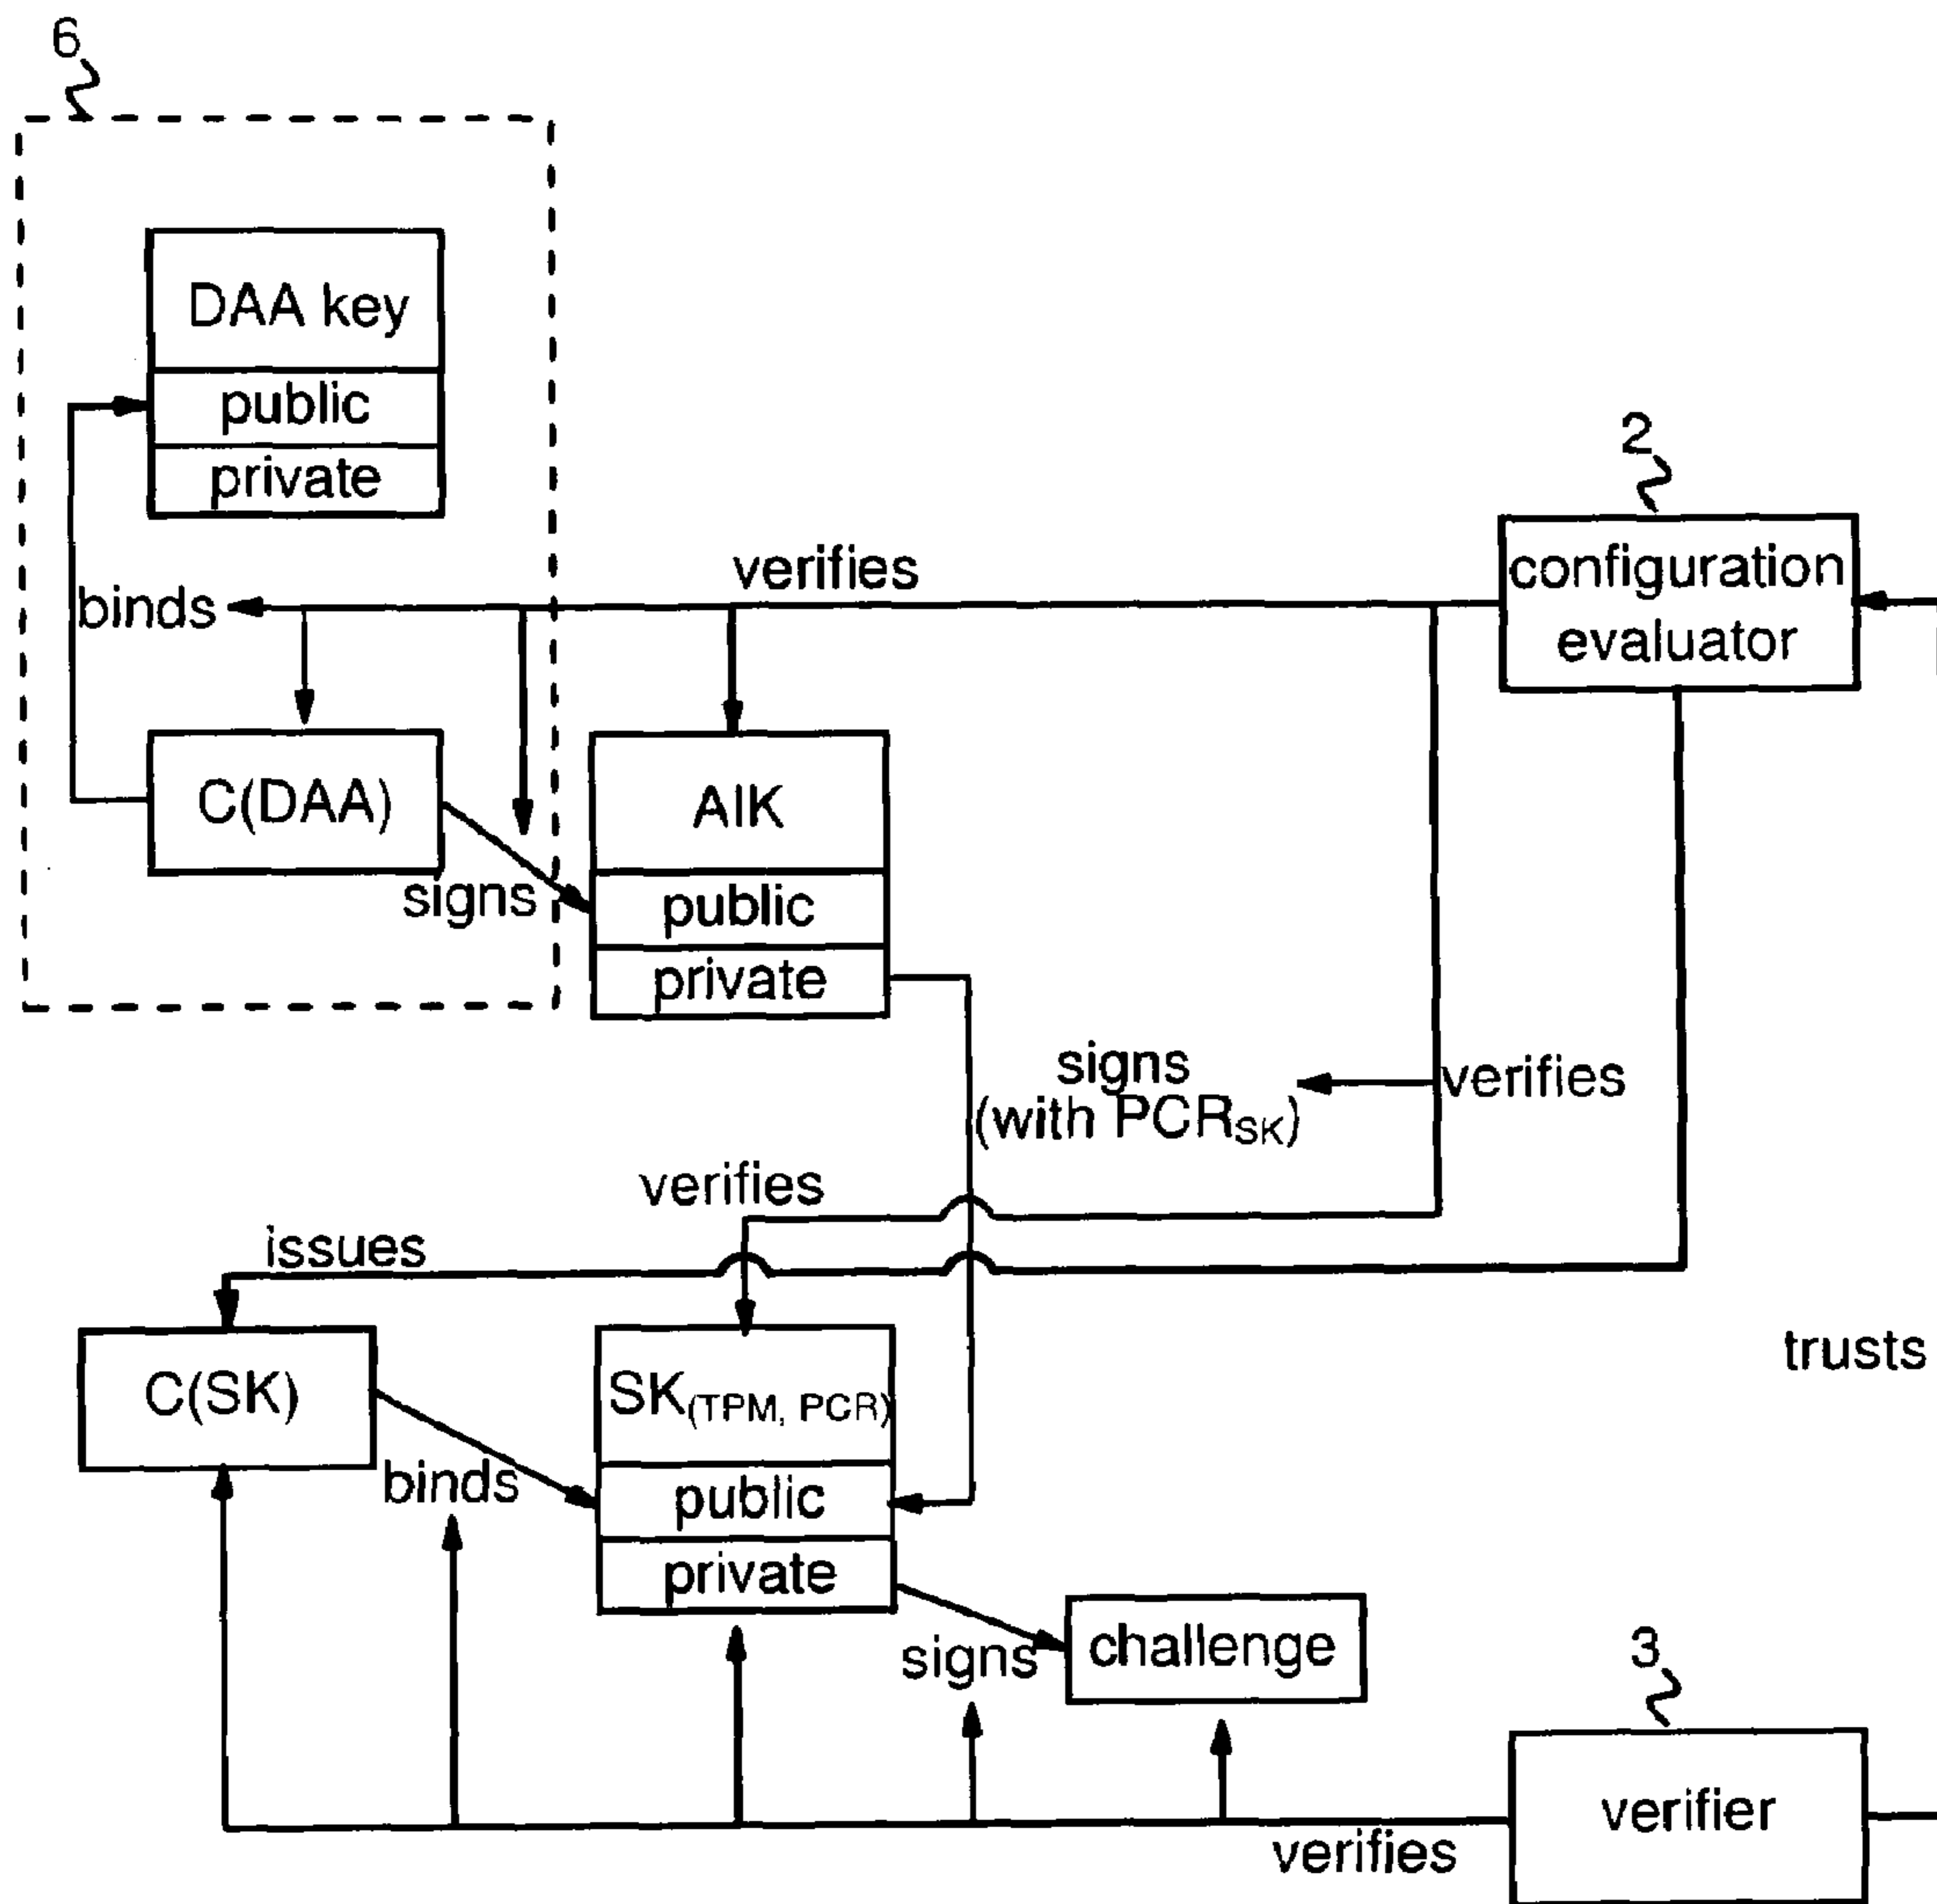 6
DAA key
public
private
2
configuration
evaluator
verifies
binds
C(DAA)
AIK
signs
public
private
signs
(with PCRSK)
verifies
verifies
issues
C(SK)
SK(TPM, PCR)
trusts
binds
public
private
challenge
signs
3
verifier
verifies